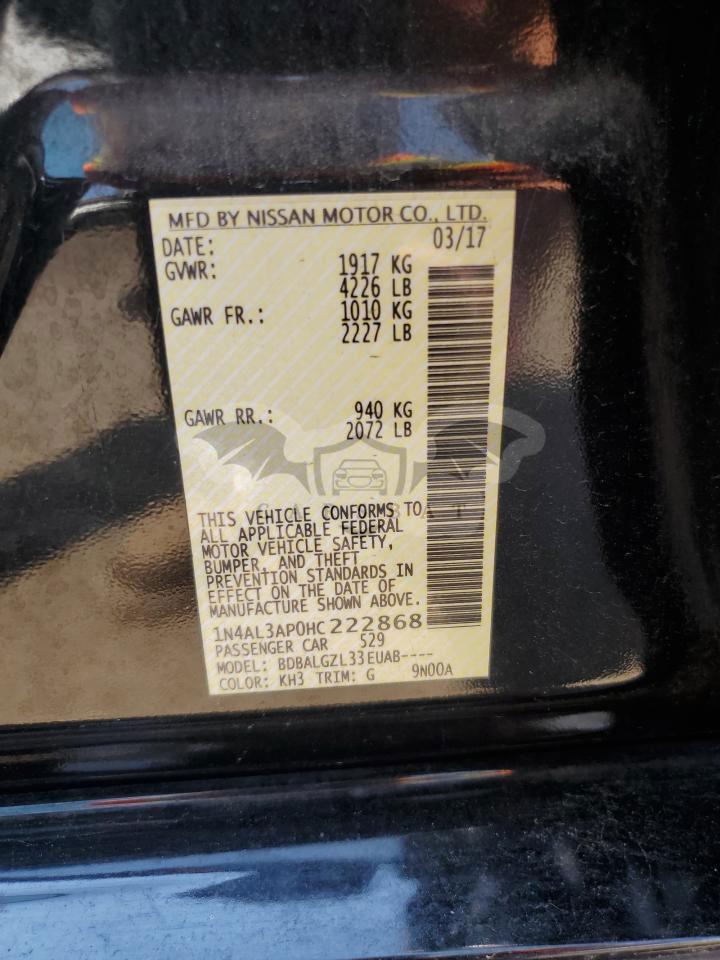 MFD BY NISSAN MOTOR CO., LTD.
DATE: 03/17
GVWR: 1917 KG
4226 LB
GAWR FR.: 1010 KG
2227 LB
GAWR RR.: 940 KG
2072 LB
THIS VEHICLE CONFORMS TO
ALL APPLICABLE FEDERAL
MOTOR VEHICLE SAFETY,
BUMPER, AND THEFT
PREVENTION STANDARDS IN
EFFECT ON THE DATE OF
MANUFACTURE SHOWN ABOVE.
1N4AL3AP0HC222868
PASSENGER CAR 529
MODEL: BDBALGZL33EUAB----
COLOR: KH3 TRIM: G 9N00A